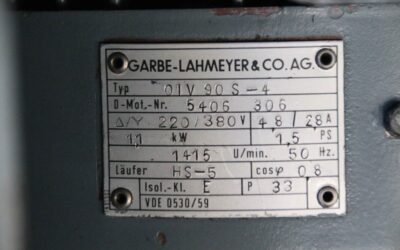 GARBE-LAHMEYER & CO. AG.
Typ OIV 90 S-4
D-Mot.-Nr. 5406 306
Δ/Y 220/380 V 4,8 / 2,8 A
1,1 kW 1,5 PS
1415 U/min. 50 Hz.
Läufer HS-5 cosφ 0,8
Isol.-Kl. E P 33
VDE 0530/59